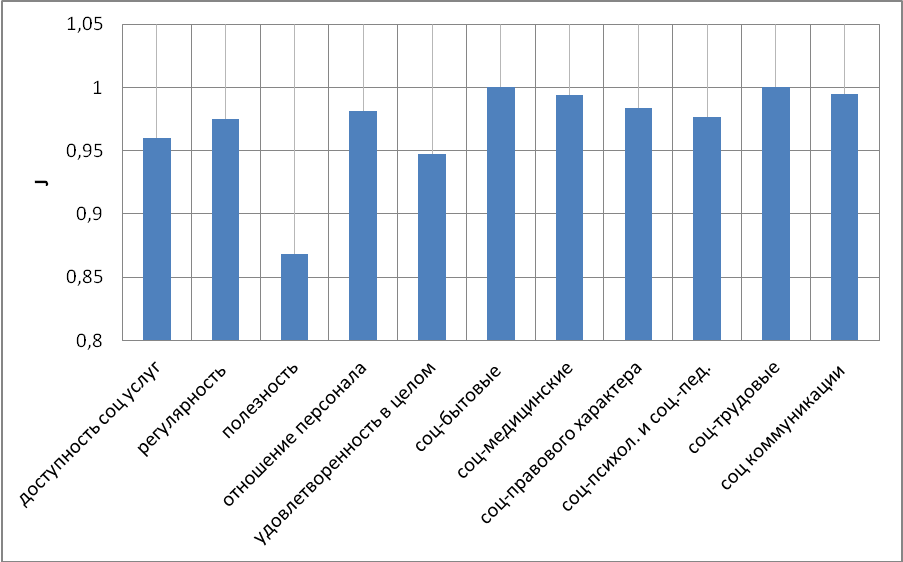 1,05
1
0,95
0,9
0,85
0,8
J
доступность соц услуг
регулярность
полезность
отношение персонала
удовлетворенность в целом
соц-бытовые
соц-медицинские
соц-правового характера
соц-психол. и соц.-пед.
соц-трудовые
соц коммуникации